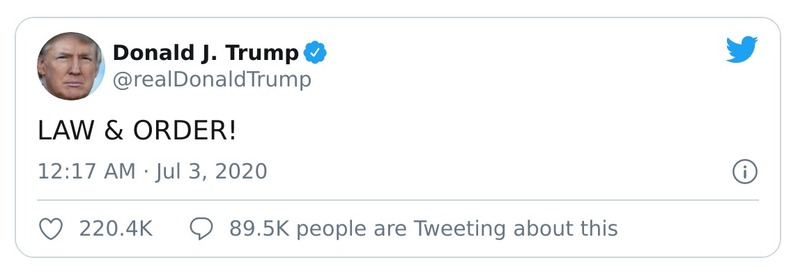 Donald J. Trump
@realDonaldTrump
LAW & ORDER!
12:17 AM · Jul 3, 2020
220.4K 89.5K people are Tweeting about this